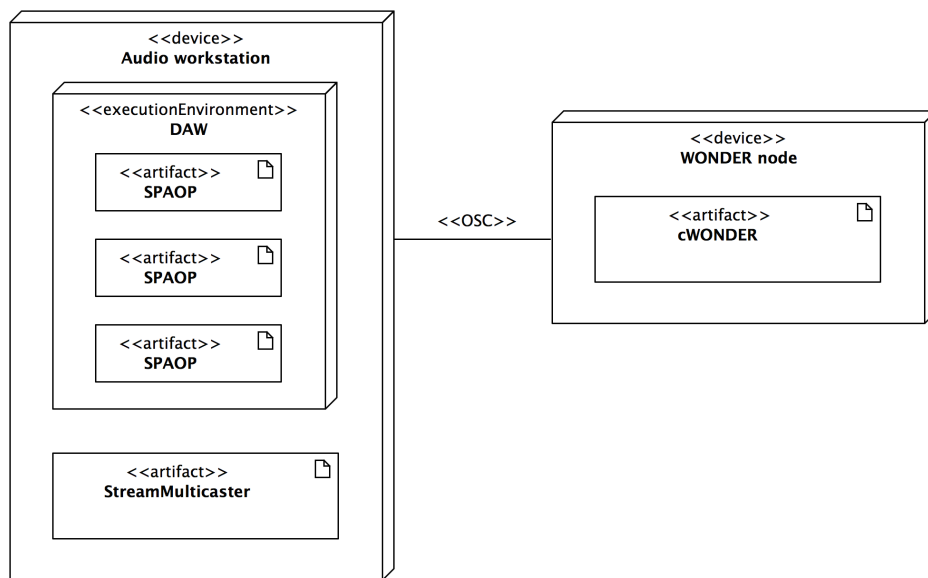 <<device>>
Audio workstation
<<executionEnvironment>>
DAW
<<artifact>>
SPAOP
<<artifact>>
SPAOP
<<artifact>>
SPAOP
<<artifact>>
StreamMulticaster
<<OSC>>
<<device>>
WONDER node
<<artifact>>
cWONDER